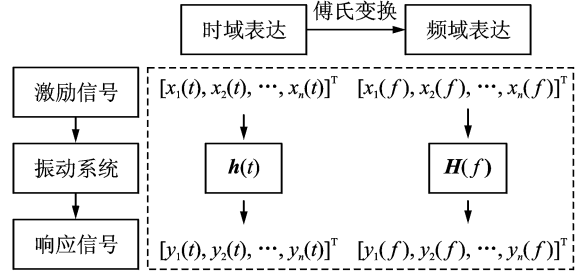 时域表达 傅氏变换 频域表达
激励信号 [x₁(t), x₂(t), ⋯, xₙ(t)]ᵀ [x₁(f), x₂(f), ⋯, xₙ(f)]ᵀ
振动系统 h(t) H(f)
响应信号 [y₁(t), y₂(t), ⋯, yₙ(t)]ᵀ [y₁(f), y₂(f), ⋯, yₙ(f)]ᵀ